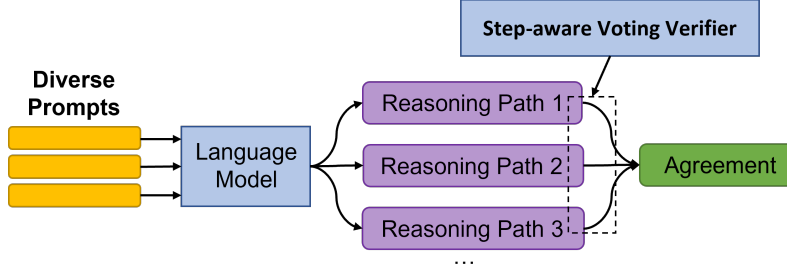 Step-aware Voting Verifier
Diverse
Prompts
Language
Model
Reasoning Path 1
Reasoning Path 2
Reasoning Path 3
...
Agreement